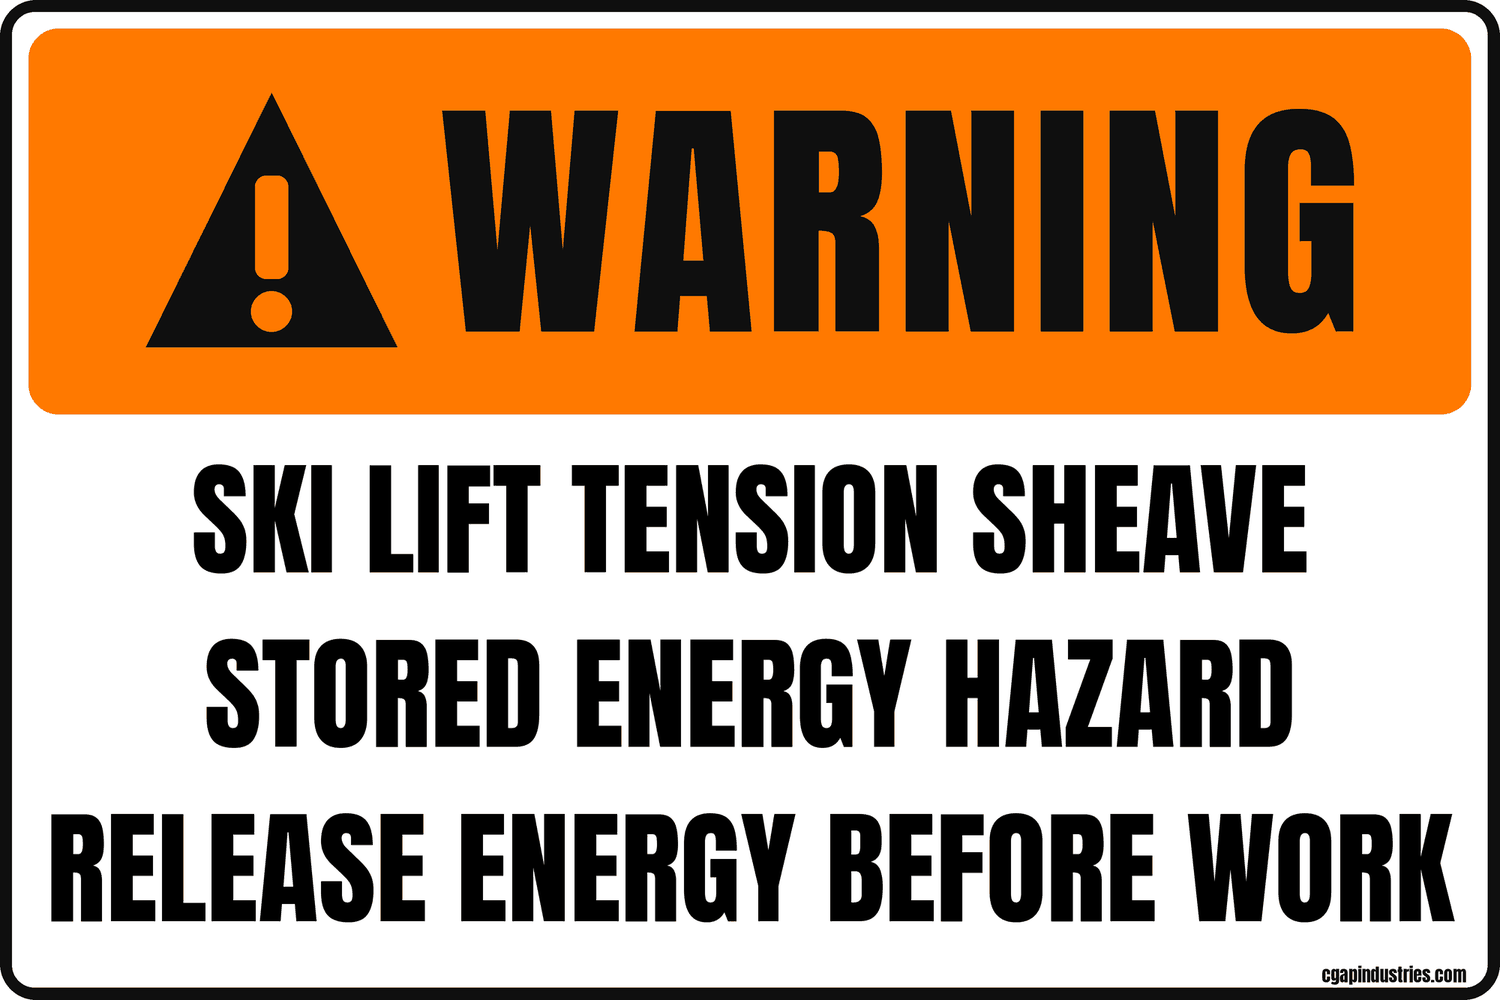 WARNING
SKI LIFT TENSION SHEAVE
STORED ENERGY HAZARD
RELEASE ENERGY BEFORE WORK
cgapindustries.com